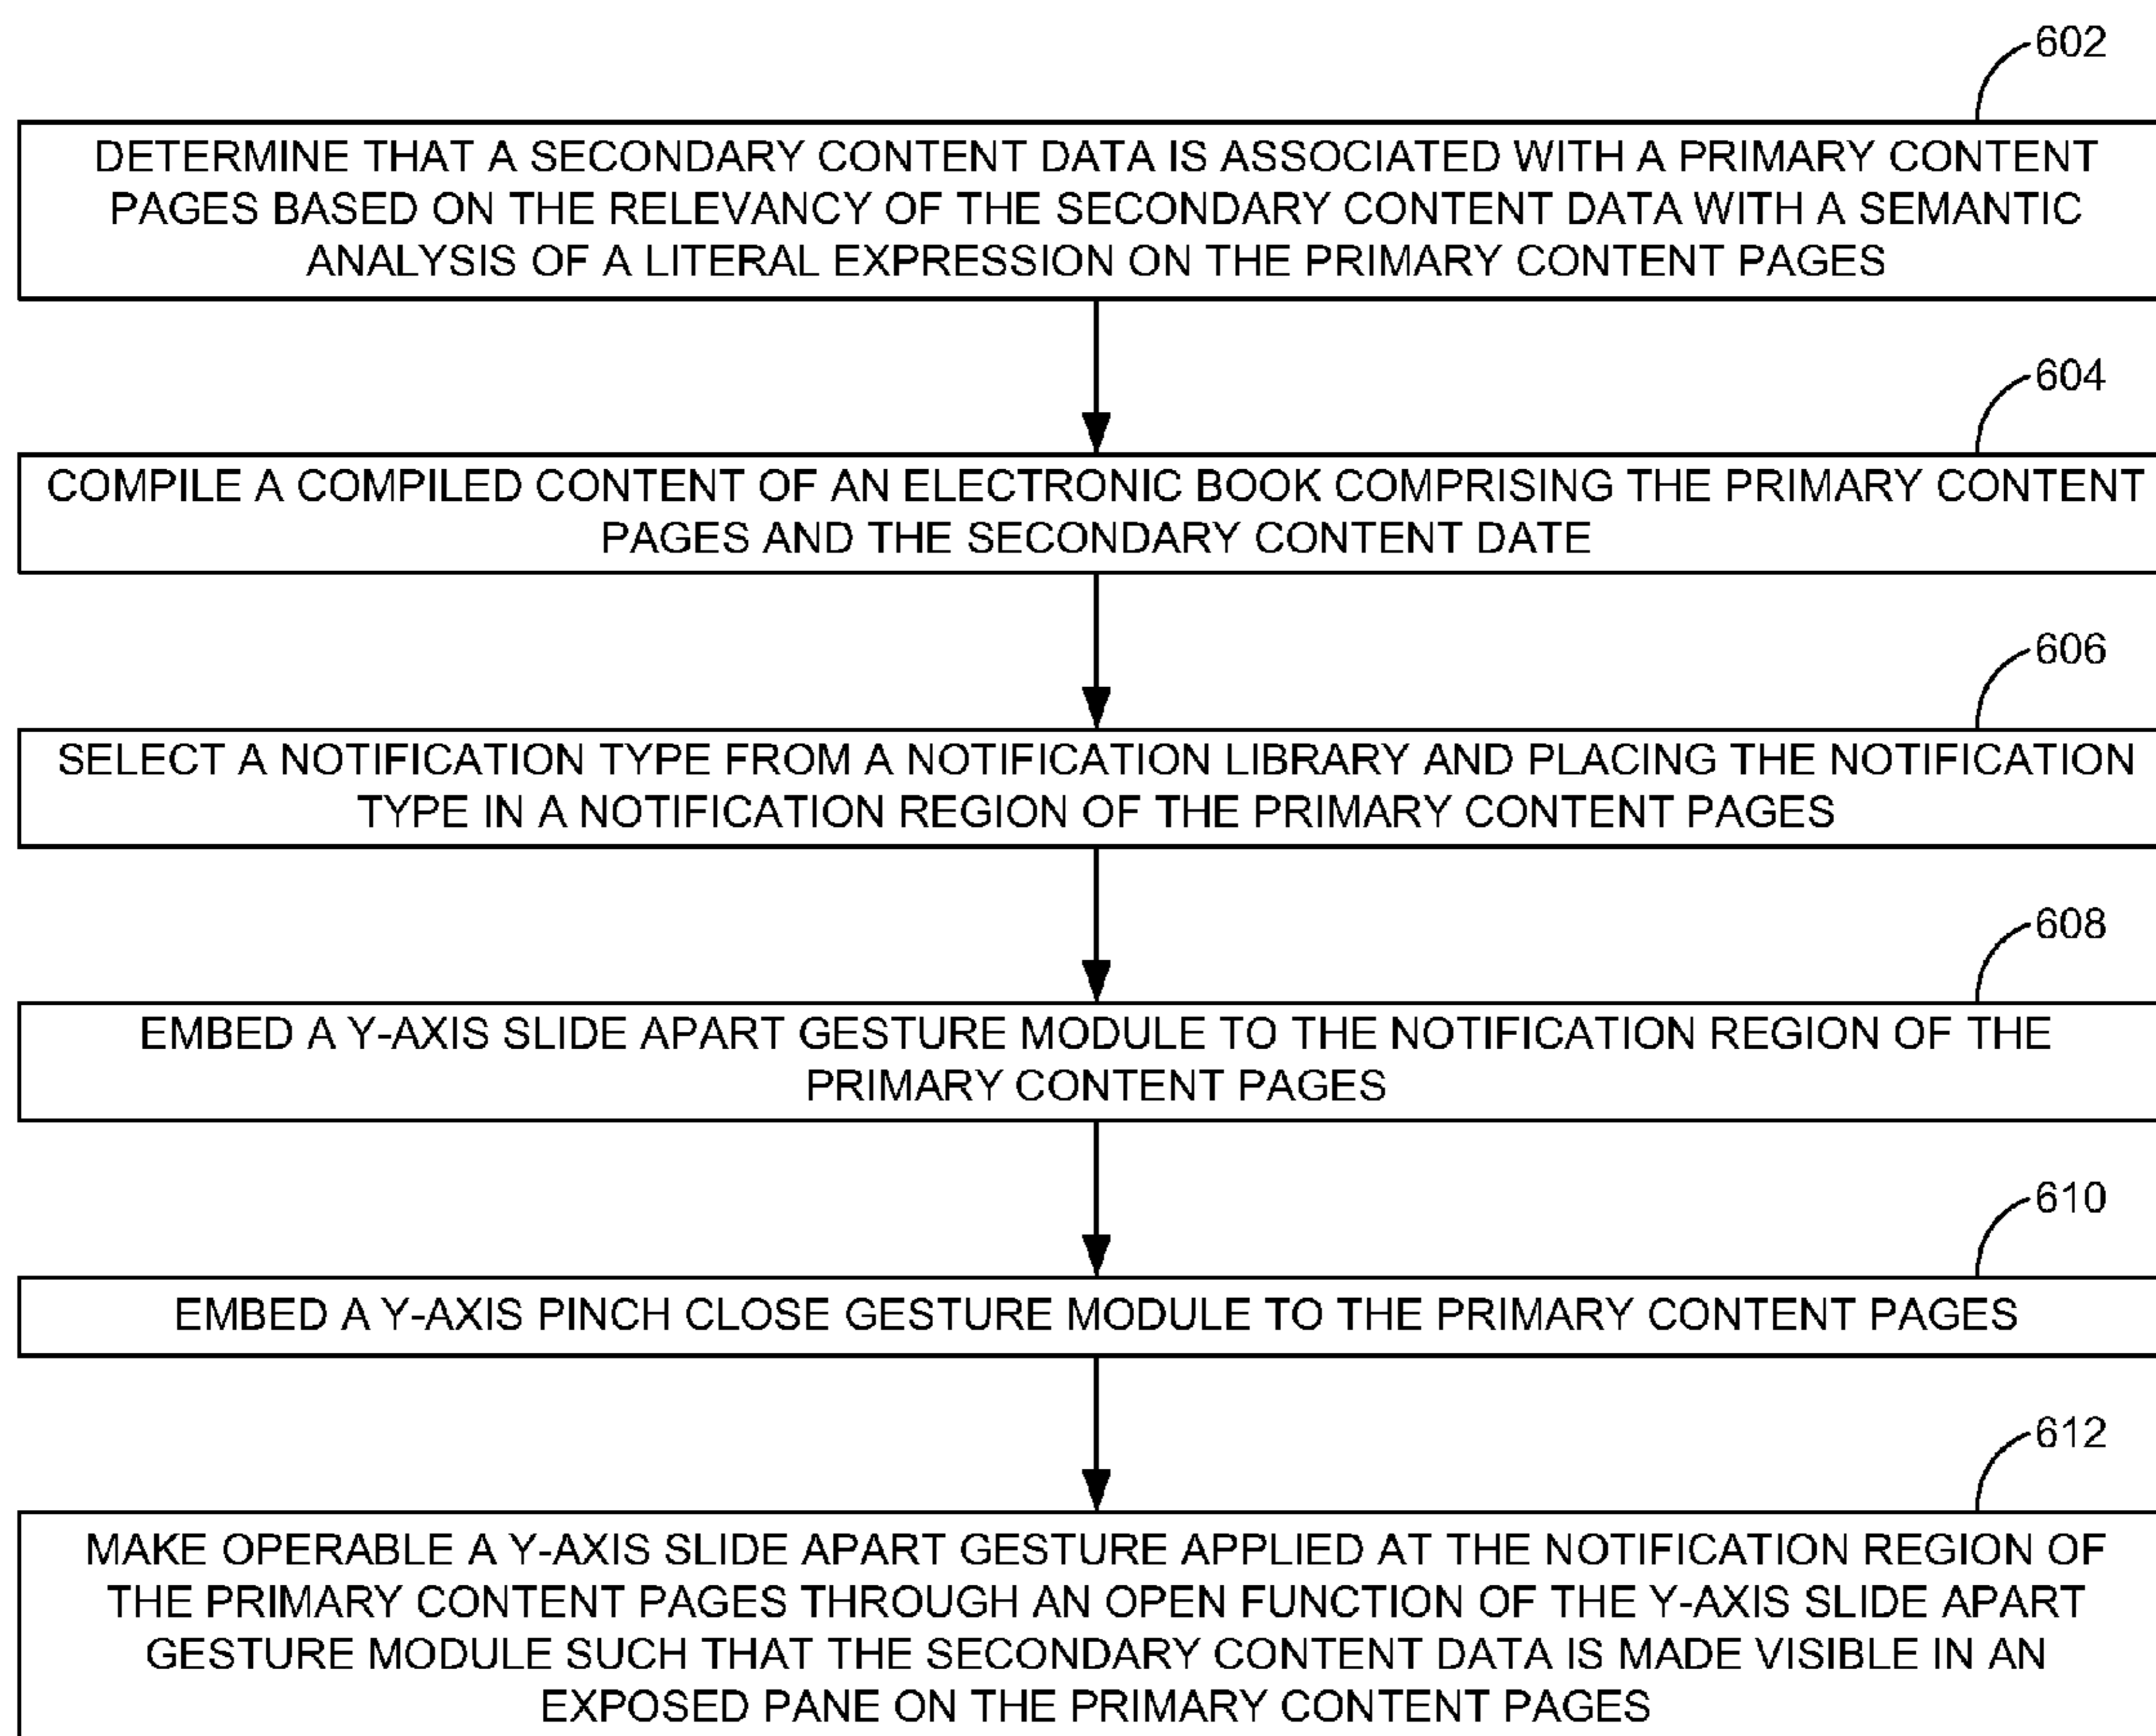 602
DETERMINE THAT A SECONDARY CONTENT DATA IS ASSOCIATED WITH A PRIMARY CONTENT
PAGES BASED ON THE RELEVANCY OF THE SECONDARY CONTENT DATA WITH A SEMANTIC
ANALYSIS OF A LITERAL EXPRESSION ON THE PRIMARY CONTENT PAGES
604
COMPILE A COMPILED CONTENT OF AN ELECTRONIC BOOK COMPRISING THE PRIMARY CONTENT
PAGES AND THE SECONDARY CONTENT DATE
606
SELECT A NOTIFICATION TYPE FROM A NOTIFICATION LIBRARY AND PLACING THE NOTIFICATION
TYPE IN A NOTIFICATION REGION OF THE PRIMARY CONTENT PAGES
608
EMBED A Y-AXIS SLIDE APART GESTURE MODULE TO THE NOTIFICATION REGION OF THE
PRIMARY CONTENT PAGES
610
EMBED A Y-AXIS PINCH CLOSE GESTURE MODULE TO THE PRIMARY CONTENT PAGES
612
MAKE OPERABLE A Y-AXIS SLIDE APART GESTURE APPLIED AT THE NOTIFICATION REGION OF
THE PRIMARY CONTENT PAGES THROUGH AN OPEN FUNCTION OF THE Y-AXIS SLIDE APART
GESTURE MODULE SUCH THAT THE SECONDARY CONTENT DATA IS MADE VISIBLE IN AN
EXPOSED PANE ON THE PRIMARY CONTENT PAGES